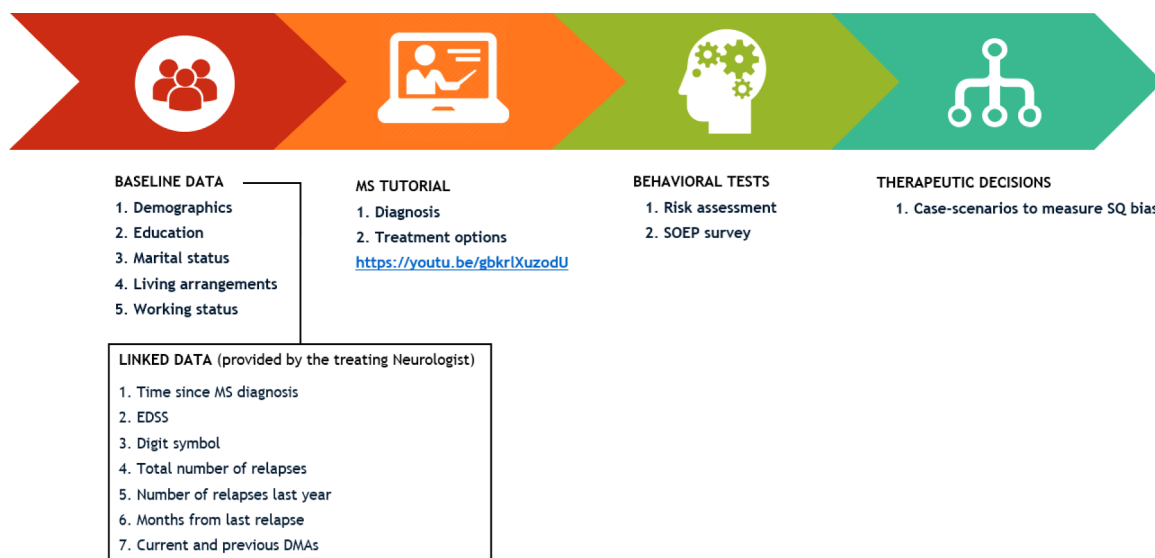 BASELINE DATA
1. Demographics
2. Education
3. Marital status
4. Living arrangements
5. Working status
LINKED DATA (provided by the treating Neurologist)
1. Time since MS diagnosis
2. EDSS
3. Digit symbol
4. Total number of relapses
5. Number of relapses last year
6. Months from last relapse
7. Current and previous DMAs
MS TUTORIAL
1. Diagnosis
2. Treatment options
https://youtu.be/gbkrlXuzodU
BEHAVIORAL TESTS
1. Risk assessment
2. SOEP survey
THERAPEUTIC DECISIONS
1. Case-scenarios to measure SQ bias